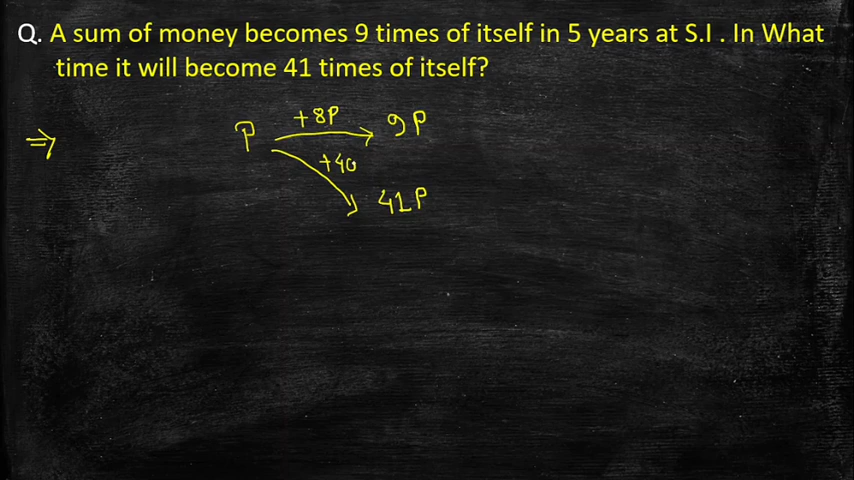 Q. A sum of money becomes 9 times of itself in 5 years at S.I . In What
time it will become 41 times of itself?
⇒ P +8P 9P
+40
41P